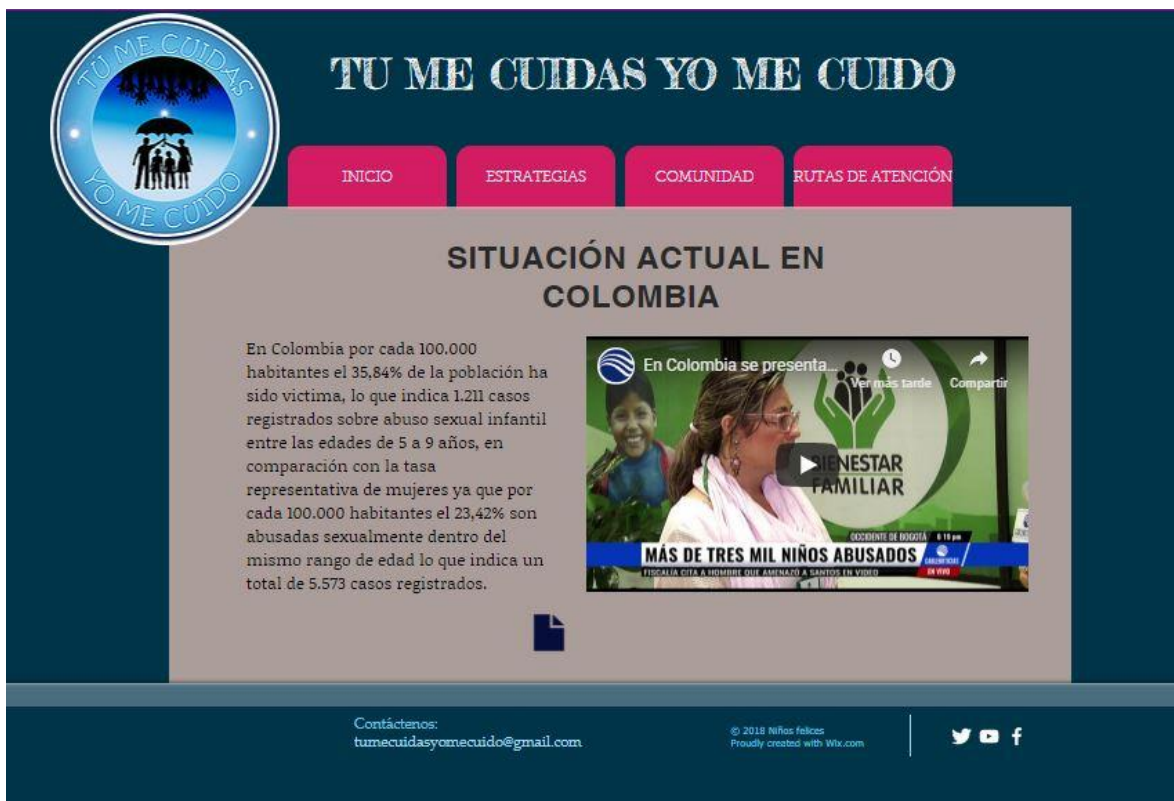 TU ME CUIDAS
YO ME CUIDO
TU ME CUIDAS YO ME CUIDO
INICIO
ESTRATEGIAS
COMUNIDAD
RUTAS DE ATENCIÓN
SITUACIÓN ACTUAL EN
COLOMBIA
En Colombia por cada 100.000
habitantes el 35,84% de la población ha
sido victima, lo que indica 1.211 casos
registrados sobre abuso sexual infantil
entre las edades de 5 a 9 años, en
comparación con la tasa
representativa de mujeres ya que por
cada 100.000 habitantes el 23,42% son
abusadas sexualmente dentro del
mismo rango de edad lo que indica un
total de 5.573 casos registrados.
En Colombia se presenta...
Ver más tarde
Compartir
BIENESTAR
FAMILIAR
OCCIDENTE DE BOGOTÁ 6:19 pm
MÁS DE TRES MIL NIÑOS ABUSADOS
CABLENOTICIAS
FISCALÍA CITA A HOMBRE QUE AMENAZÓ A SANTOS EN VIDEO
EN VIVO
Contáctenos:
tumecuidasyomecuido@gmail.com
© 2018 Niños felices
Proudly created with Wix.com